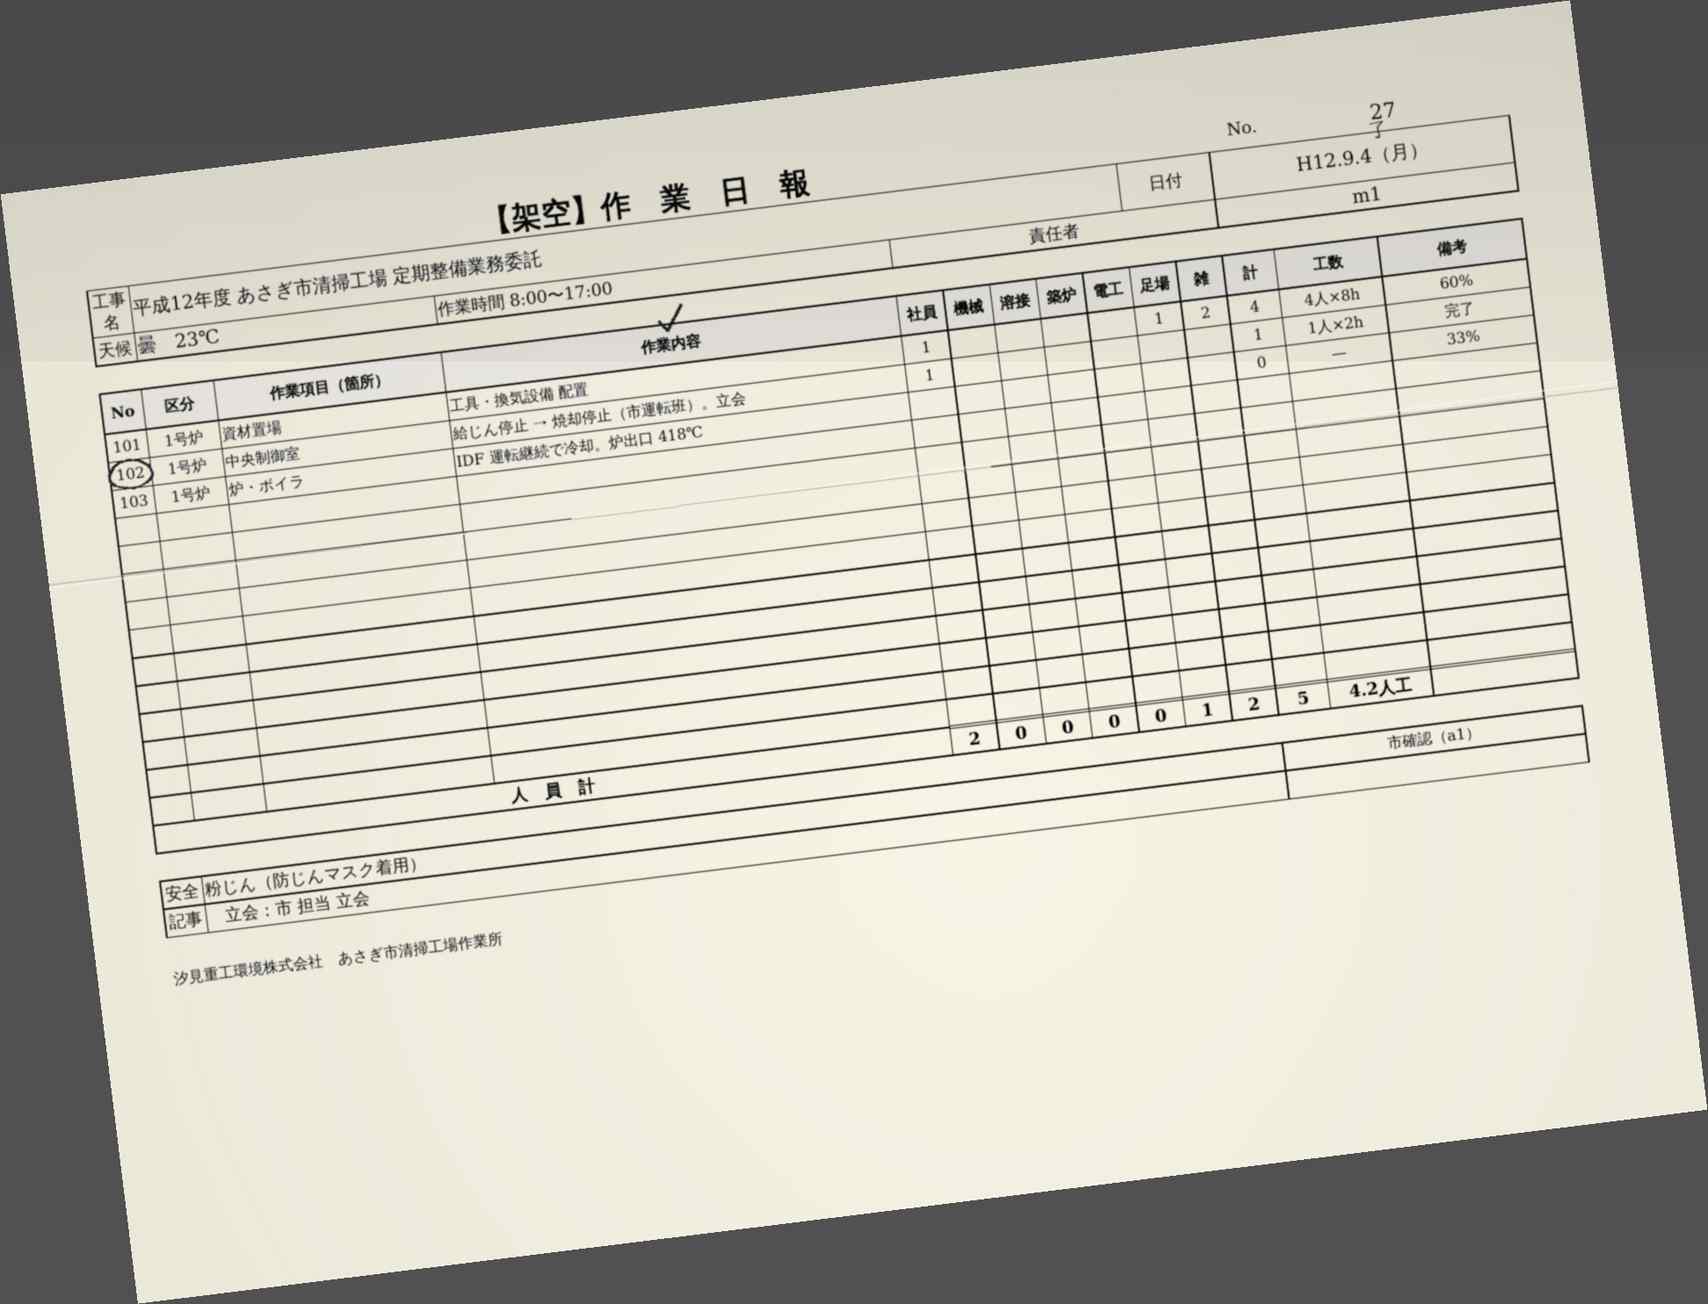 No. 27
了
【架空】作 業 日 報
工事名 平成12年度 あさぎ市清掃工場 定期整備業務委託 日付 H12.9.4（月）
天候 曇 23℃ 作業時間 8:00〜17:00 責任者 m1
No 区分 作業項目（箇所） 作業内容 社員 機械 溶接 築炉 電工 足場 雑 計 工数 備考
101 1号炉 資材置場 工具・換気設備 配置 1 1 2 4 4人×8h 60%
102 1号炉 中央制御室 給じん停止 → 焼却停止（市運転班）。立会 1 1 1人×2h 完了
103 1号炉 炉・ボイラ IDF 運転継続で冷却。炉出口 418℃ 0 — 33%
人 員 計 2 0 0 0 0 1 2 5 4.2人工
安全 粉じん（防じんマスク着用） 市確認（a1）
記事 立会：市 担当 立会
汐見重工環境株式会社 あさぎ市清掃工場作業所